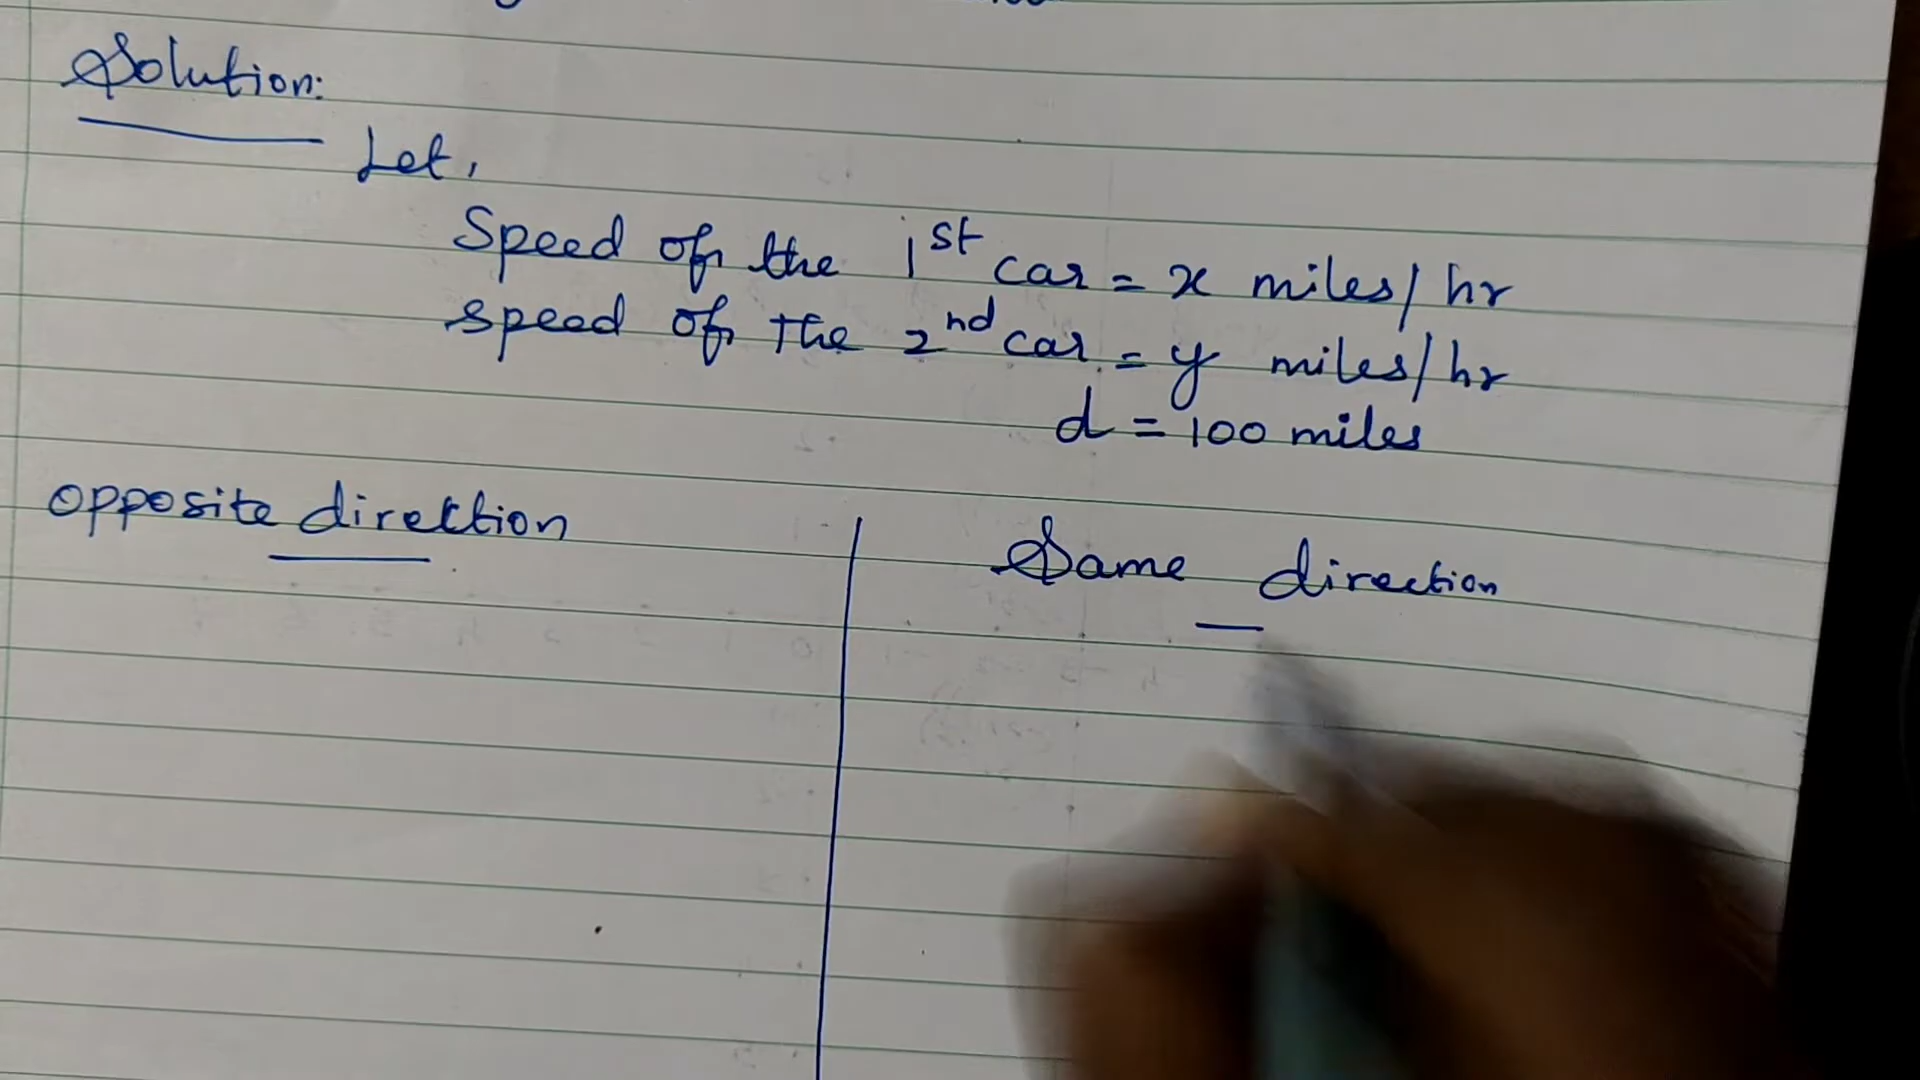 Solution:
Let,
Speed of the 1st car = x miles/hr
speed of the 2nd car = y miles/hr
d = 100 miles
opposite direction
Same direction